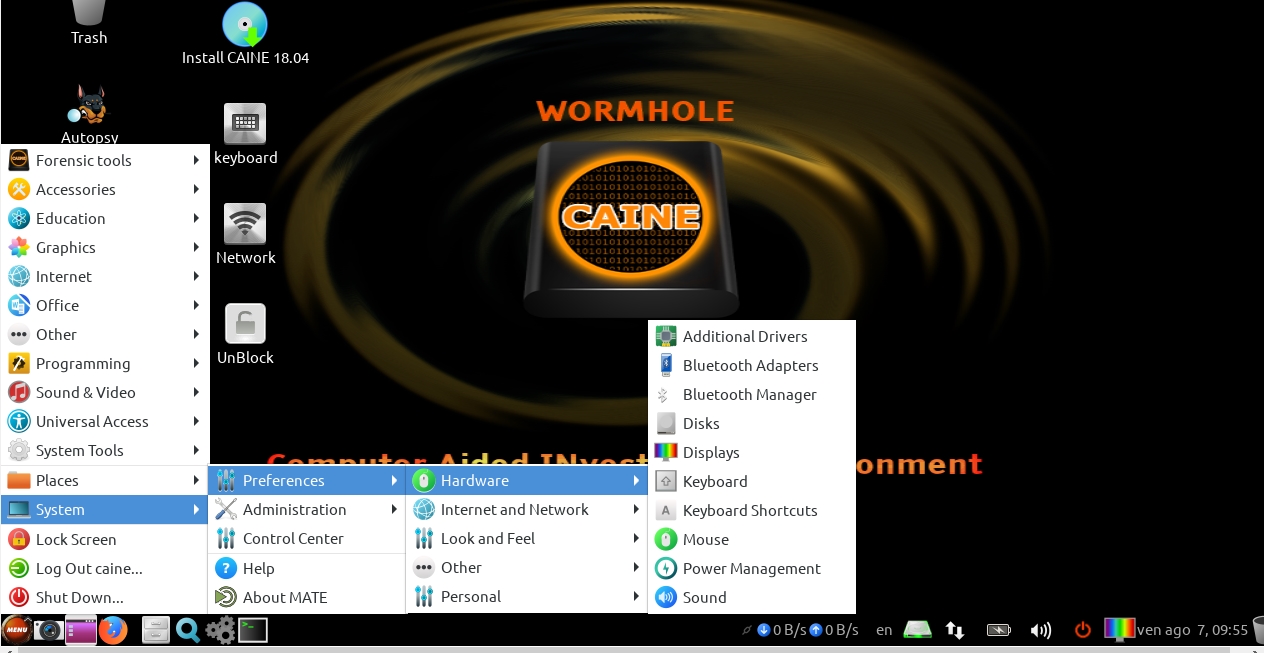 Trash
Install CAINE 18.04
Autopsy
keyboard
Network
UnBlock
WORMHOLE
CAINE
Computer Aided INvest
onment
Forensic tools
Accessories
Education
Graphics
Internet
Office
Other
Programming
Sound & Video
Universal Access
System Tools
Places
System
Lock Screen
Log Out caine...
Shut Down...
Preferences
Administration
Control Center
Help
About MATE
Hardware
Internet and Network
Look and Feel
Other
Personal
Additional Drivers
Bluetooth Adapters
Bluetooth Manager
Disks
Displays
Keyboard
Keyboard Shortcuts
Mouse
Power Management
Sound
MENU
0 B/s 0 B/s en ven ago 7, 09:55